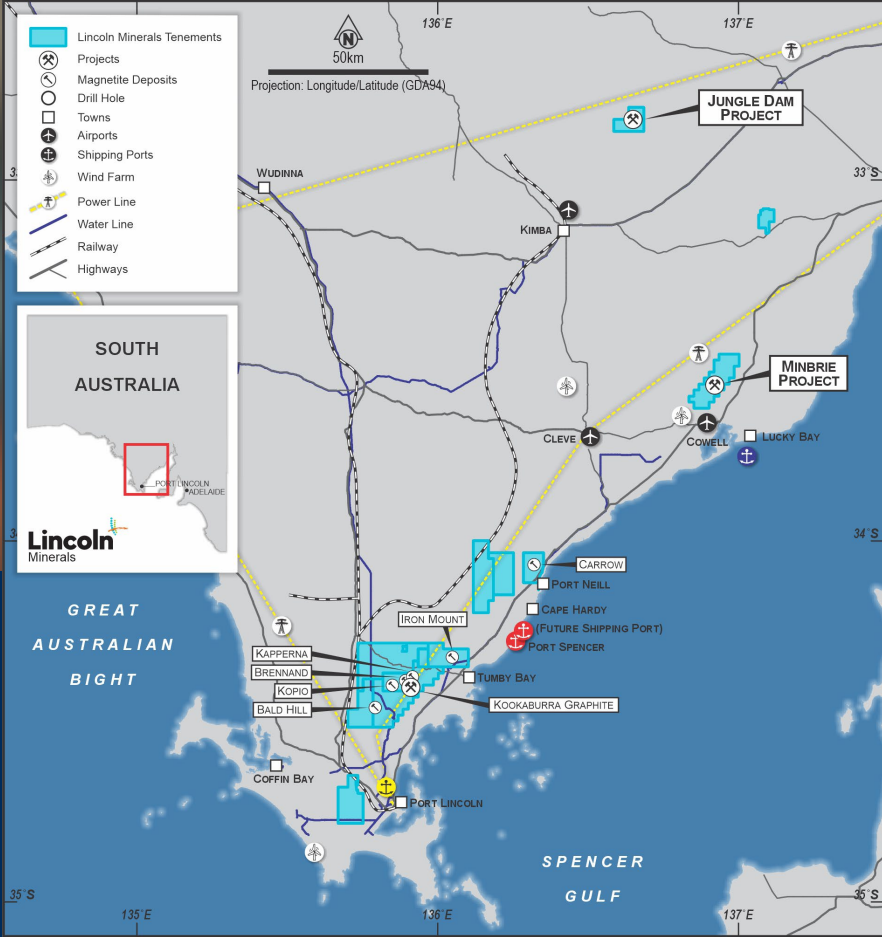 136°E
137°E
Lincoln Minerals Tenements
Projects
Magnetite Deposits
Drill Hole
Towns
Airports
Shipping Ports
Wind Farm
Power Line
Water Line
Railway
Highways
N
50km
Projection: Longitude/Latitude (GDA94)
JUNGLE DAM
PROJECT
33°S
WUDINNA
KIMBA
SOUTH
AUSTRALIA
PORT LINCOLN
ADELAIDE
Lincoln
Minerals
MINBRIE
PROJECT
CLEVE
COWELL
LUCKY BAY
34°S
CARROW
PORT NEILL
CAPE HARDY
(FUTURE SHIPPING PORT)
PORT SPENCER
IRON MOUNT
KAPPERNA
BRENNAND
KOPIO
BALD HILL
TUMBY BAY
KOOKABURRA GRAPHITE
GREAT
AUSTRALIAN
BIGHT
COFFIN BAY
PORT LINCOLN
SPENCER
GULF
35°S
35°S
135°E
136°E
137°E